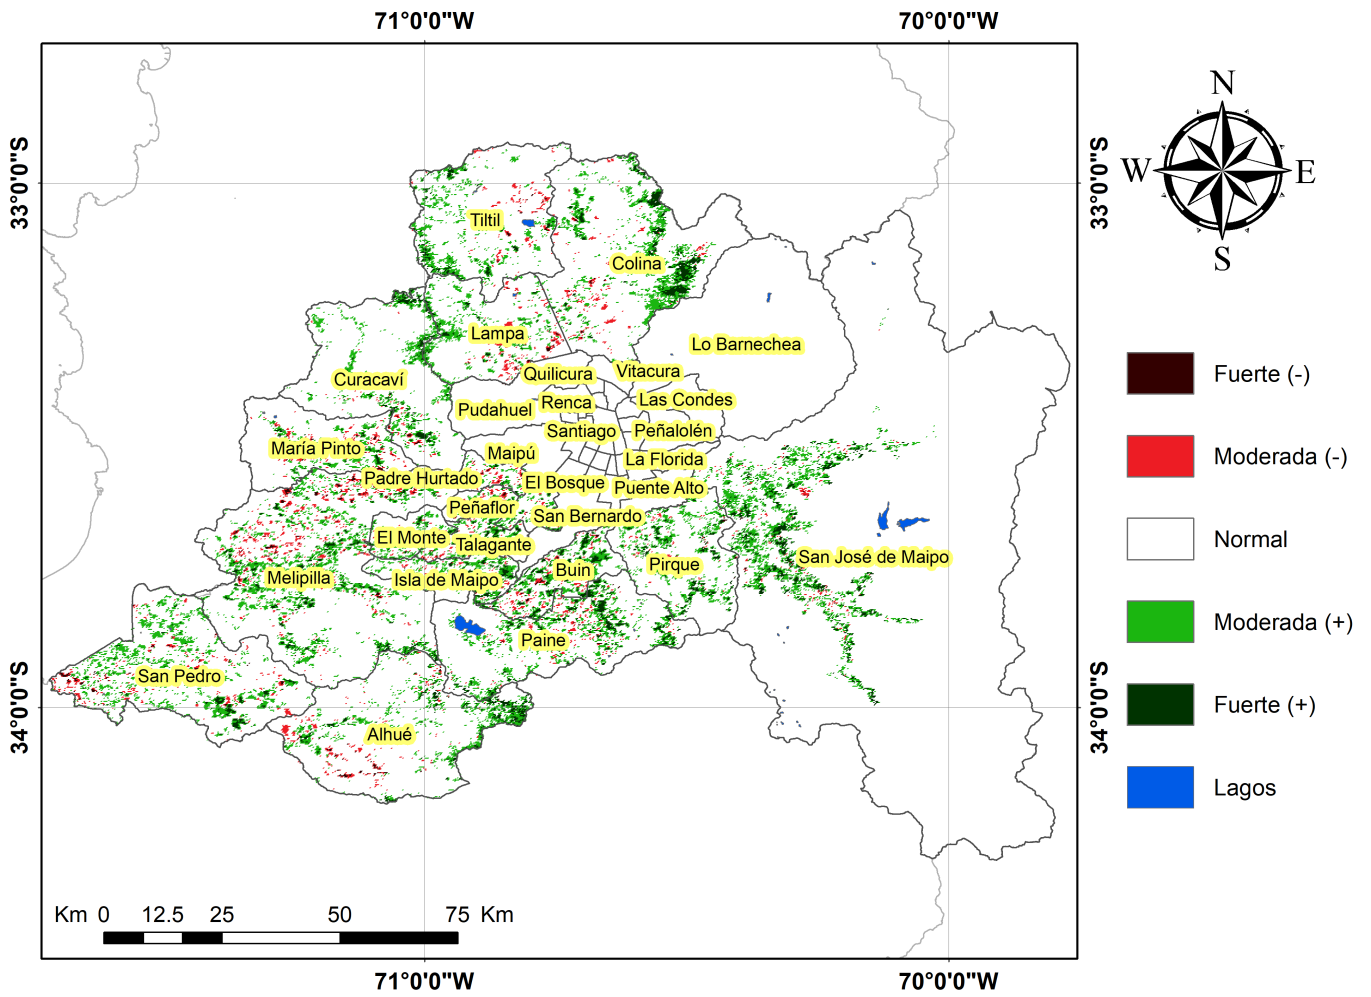 71°0'0"W
70°0'0"W
33°0'0"S
33°0'0"S
34°0'0"S
34°0'0"S
N
W
E
S
Tiltil
Colina
Lampa
Lo Barnechea
Quilicura
Vitacura
Curacaví
Renca
Las Condes
Pudahuel
Santiago
Peñalolén
María Pinto
Maipú
La Florida
Padre Hurtado
El Bosque
Puente Alto
Peñaflor
San Bernardo
El Monte
Talagante
San José de Maipo
Pirque
Buin
Melipilla
Isla de Maipo
Paine
San Pedro
Alhué
Fuerte (-)
Moderada (-)
Normal
Moderada (+)
Fuerte (+)
Lagos
Km 0 12.5 25 50 75 Km
71°0'0"W
70°0'0"W